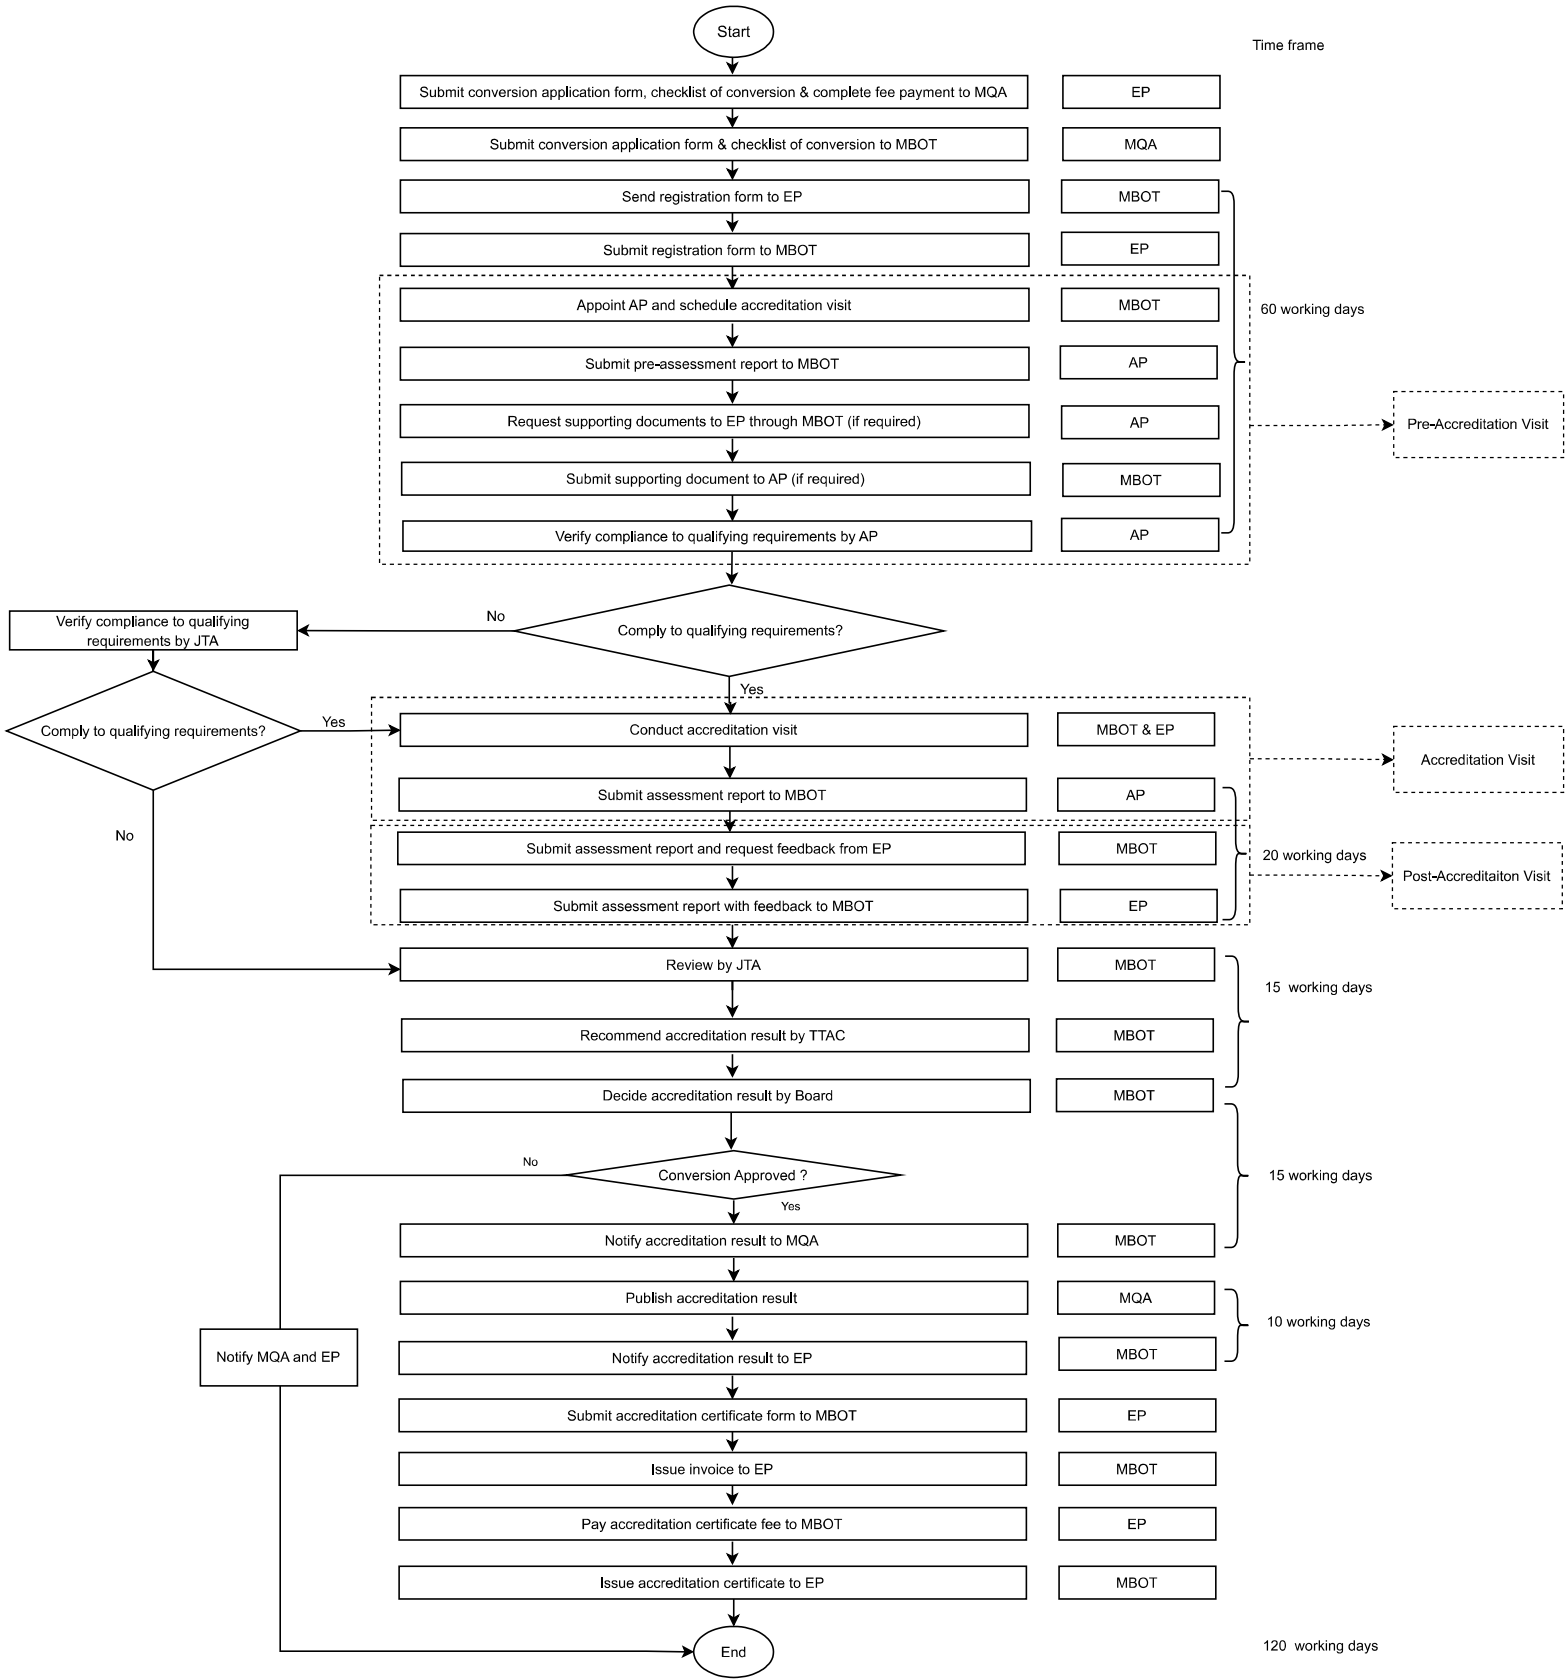 Start
Time frame
Submit conversion application form, checklist of conversion & complete fee payment to MQA
EP
Submit conversion application form & checklist of conversion to MBOT
MQA
Send registration form to EP
MBOT
Submit registration form to MBOT
EP
Appoint AP and schedule accreditation visit
MBOT
60 working days
Submit pre-assessment report to MBOT
AP
Request supporting documents to EP through MBOT (if required)
AP
Pre-Accreditation Visit
Submit supporting document to AP (if required)
MBOT
Verify compliance to qualifying requirements by AP
AP
No
Verify compliance to qualifying
requirements by JTA
Comply to qualifying requirements?
Yes
Comply to qualifying requirements?
Yes
Conduct accreditation visit
MBOT & EP
Accreditation Visit
Submit assessment report to MBOT
AP
No
Submit assessment report and request feedback from EP
MBOT
20 working days
Post-Accreditaiton Visit
Submit assessment report with feedback to MBOT
EP
Review by JTA
MBOT
15 working days
Recommend accreditation result by TTAC
MBOT
Decide accreditation result by Board
MBOT
No
Conversion Approved ?
15 working days
Yes
Notify accreditation result to MQA
MBOT
Publish accreditation result
MQA
10 working days
Notify MQA and EP
Notify accreditation result to EP
MBOT
Submit accreditation certificate form to MBOT
EP
Issue invoice to EP
MBOT
Pay accreditation certificate fee to MBOT
EP
Issue accreditation certificate to EP
MBOT
End
120 working days